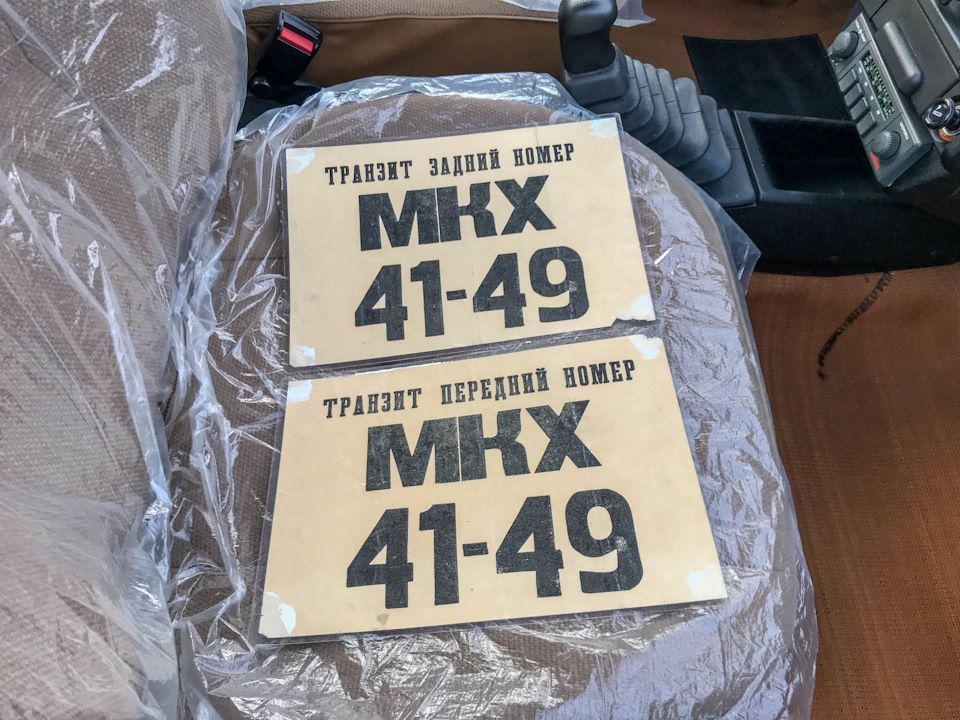 ТРАНЗИТ ЗАДНИЙ НОМЕР
МКХ
41-49
ТРАНЗИТ ПЕРЕДНИЙ НОМЕР
МКХ
41-49